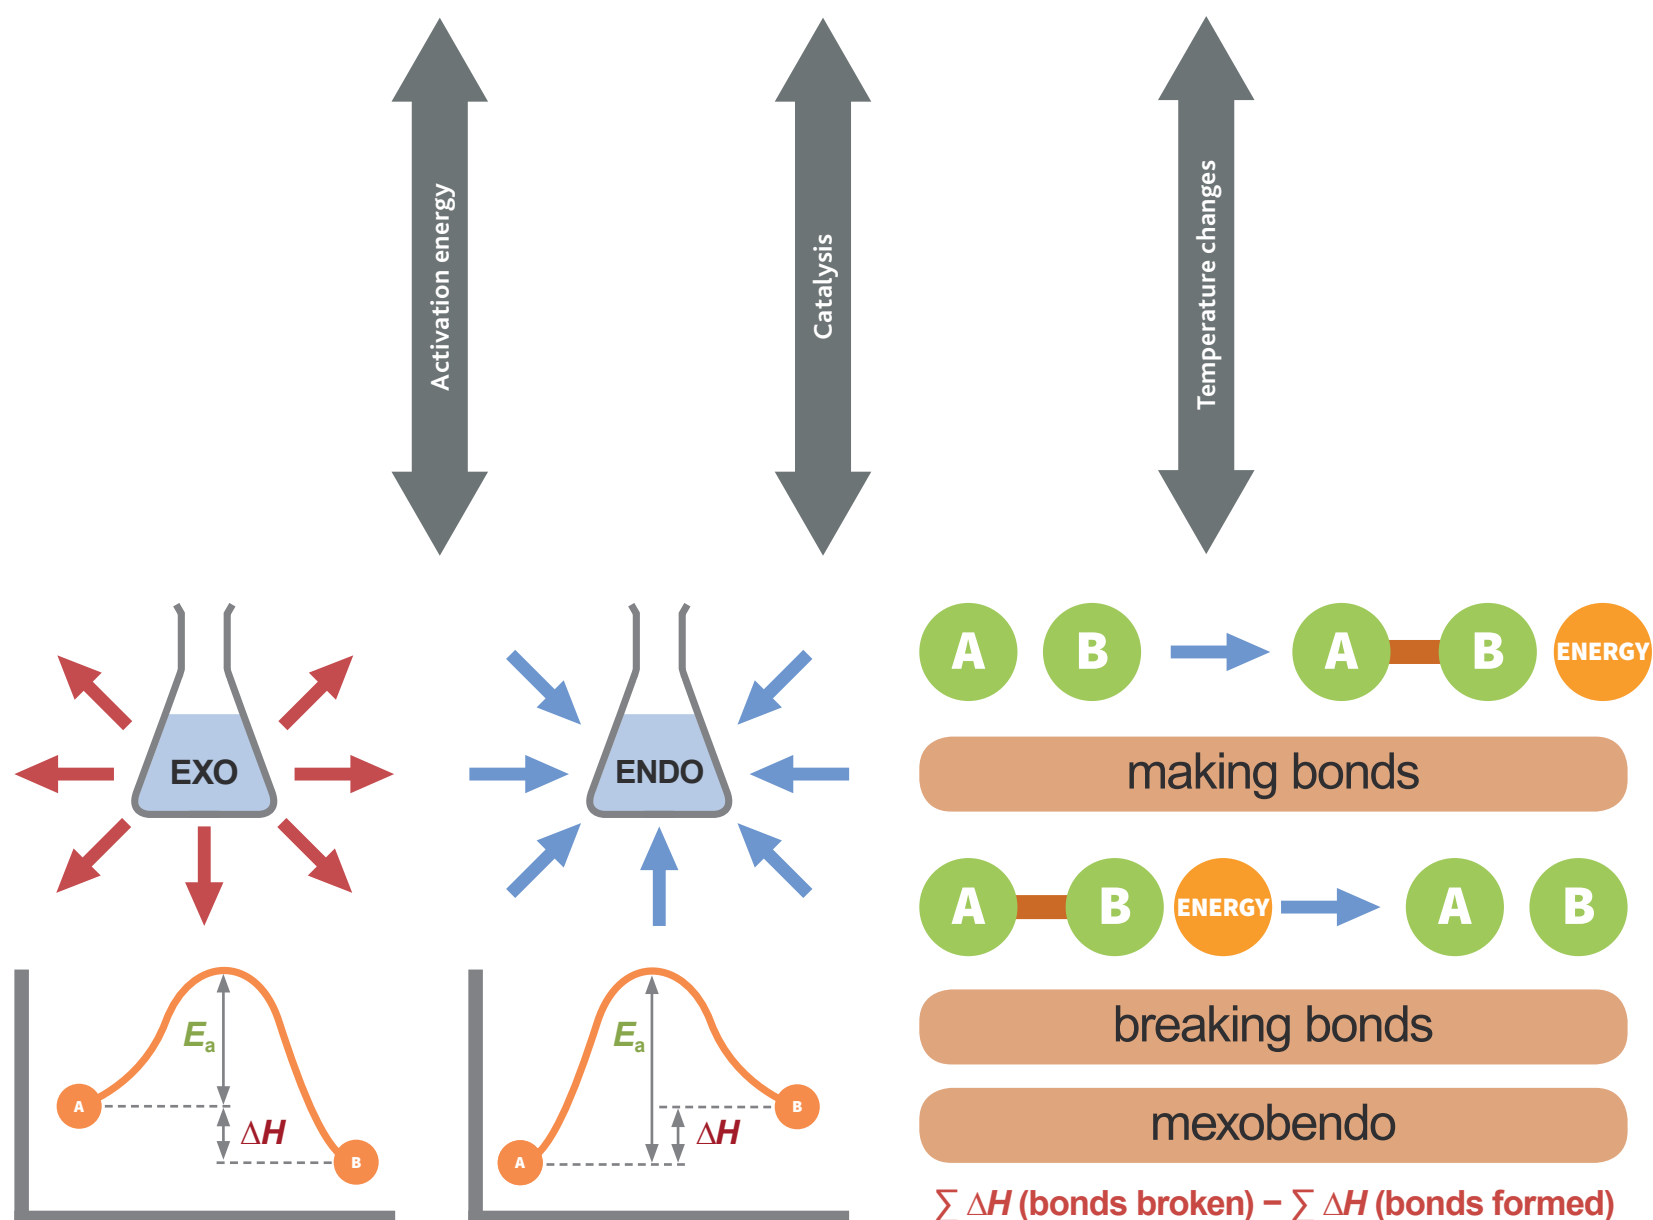 Activation energy
Catalysis
Temperature changes
EXO
ENDO
A B A B ENERGY
making bonds
A B ENERGY A B
breaking bonds
mexobendo
∑ ΔH (bonds broken) – ∑ ΔH (bonds formed)
Ea
A
ΔH
B
Ea
B
ΔH
A